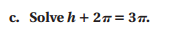 c. Solve h + 2π = 3π.